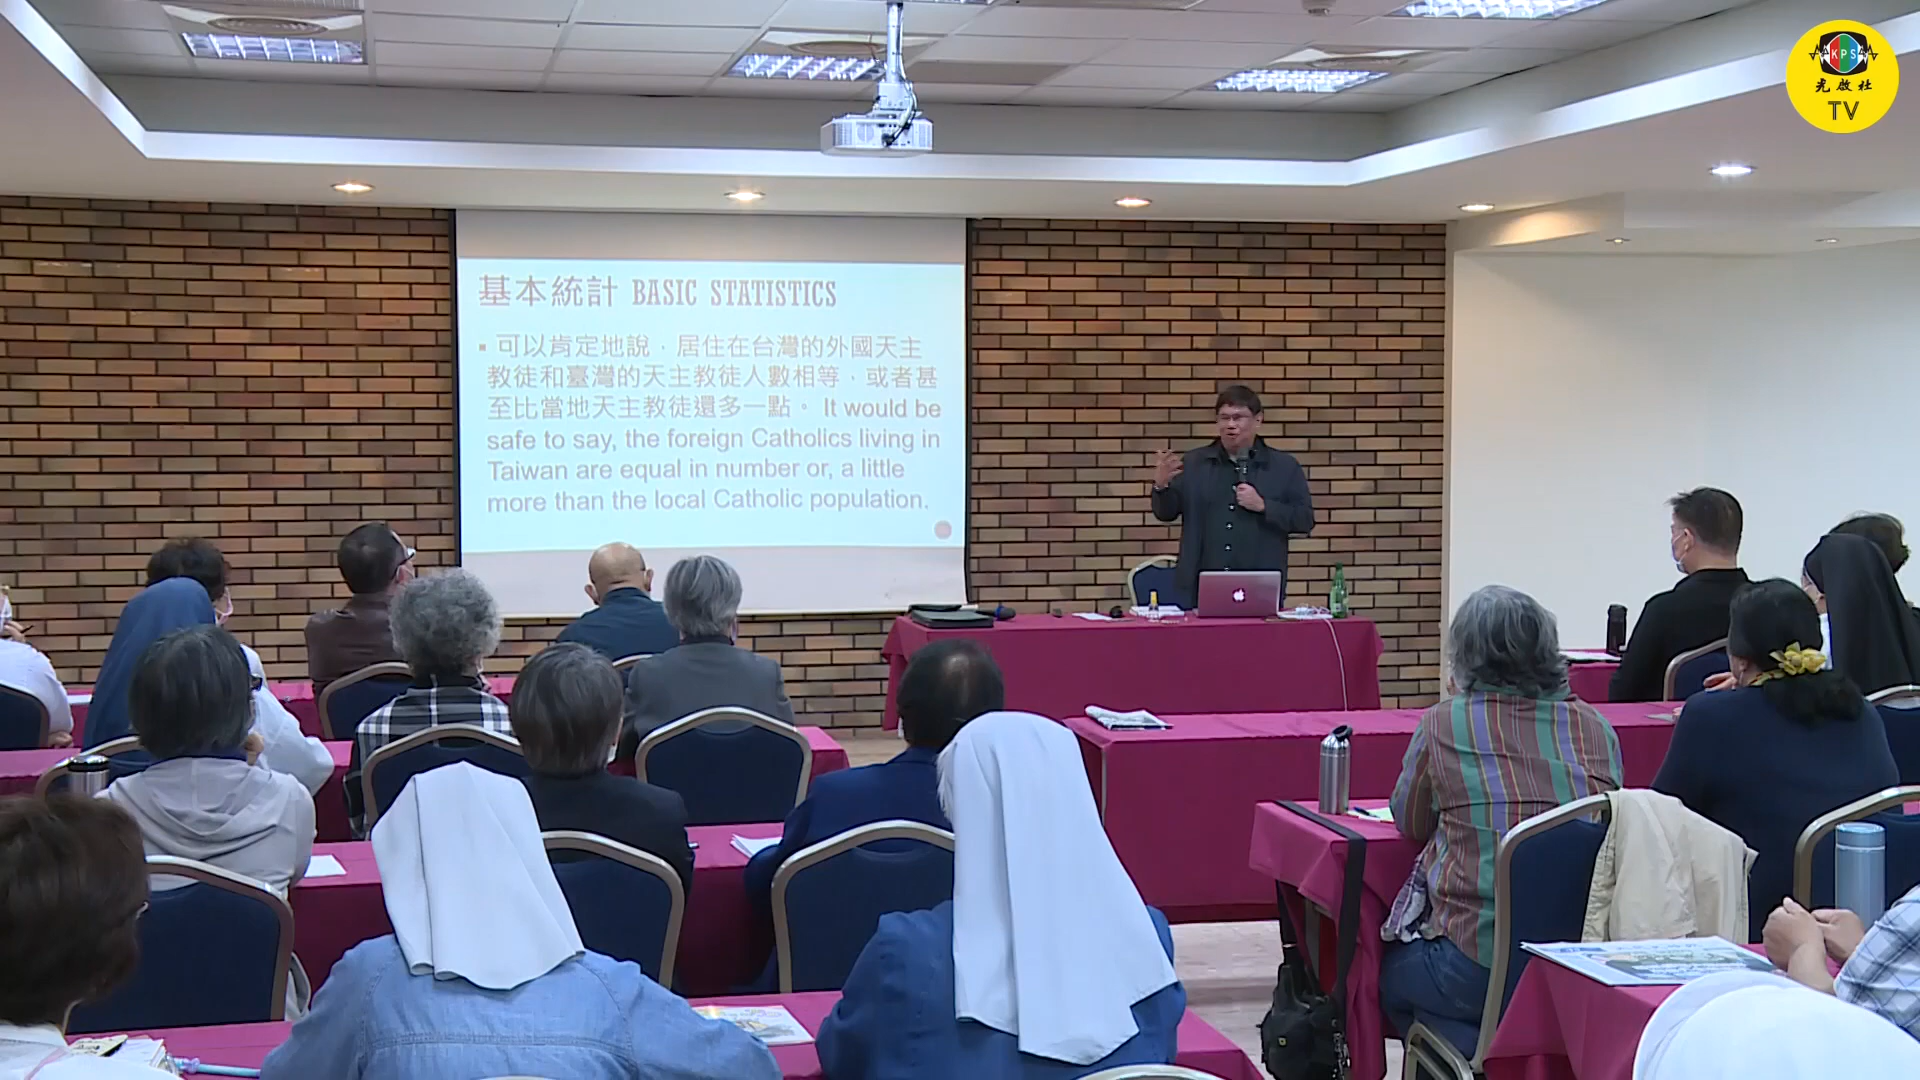 KPS
光啟社
TV
基本統計 BASIC STATISTICS
▪ 可以肯定地說，居住在台灣的外國天主
教徒和臺灣的天主教徒人數相等，或者甚
至比當地天主教徒還多一點。 It would be
safe to say, the foreign Catholics living in
Taiwan are equal in number or, a little
more than the local Catholic population.